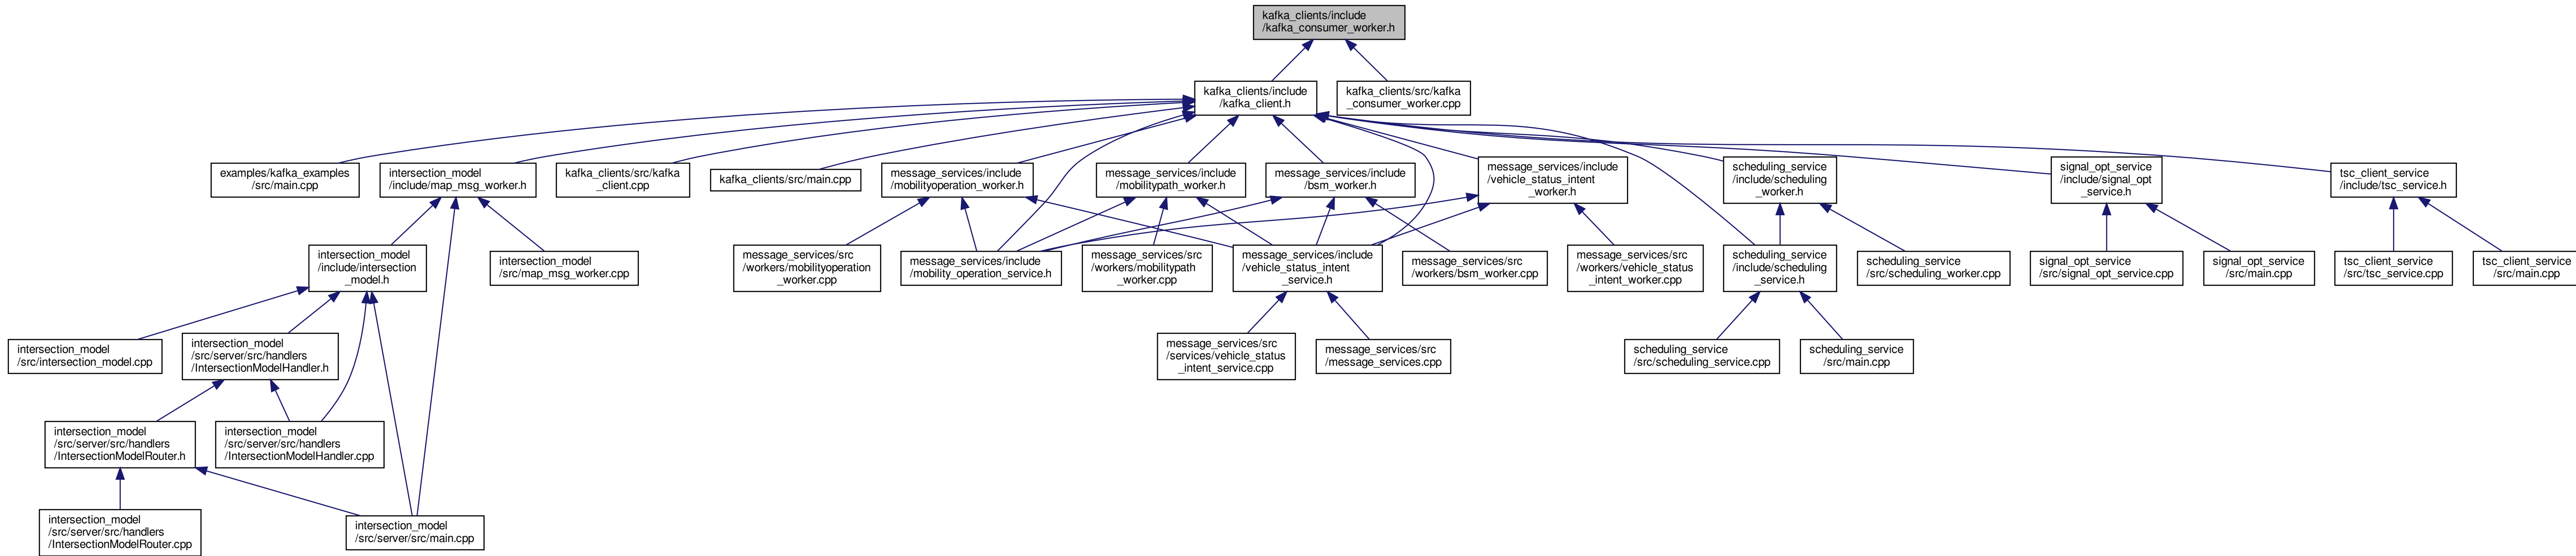 kafka_clients/include
/kafka_consumer_worker.h
kafka_clients/include
/kafka_client.h
kafka_clients/src/kafka
_consumer_worker.cpp
examples/kafka_examples
/src/main.cpp
intersection_model
/include/map_msg_worker.h
kafka_clients/src/kafka
_client.cpp
kafka_clients/src/main.cpp
message_services/include
/mobilityoperation_worker.h
message_services/include
/mobilitypath_worker.h
message_services/include
/bsm_worker.h
message_services/include
/vehicle_status_intent
_worker.h
scheduling_service
/include/scheduling
_worker.h
signal_opt_service
/include/signal_opt
_service.h
tsc_client_service
/include/tsc_service.h
intersection_model
/include/intersection
_model.h
intersection_model
/src/map_msg_worker.cpp
message_services/src
/workers/mobilityoperation
_worker.cpp
message_services/include
/mobility_operation_service.h
message_services/src
/workers/mobilitypath
_worker.cpp
message_services/include
/vehicle_status_intent
_service.h
message_services/src
/workers/bsm_worker.cpp
message_services/src
/workers/vehicle_status
_intent_worker.cpp
scheduling_service
/include/scheduling
_service.h
scheduling_service
/src/scheduling_worker.cpp
signal_opt_service
/src/signal_opt_service.cpp
signal_opt_service
/src/main.cpp
tsc_client_service
/src/tsc_service.cpp
tsc_client_service
/src/main.cpp
intersection_model
/src/intersection_model.cpp
intersection_model
/src/server/src/handlers
/IntersectionModelHandler.h
message_services/src
/services/vehicle_status
_intent_service.cpp
message_services/src
/message_services.cpp
scheduling_service
/src/scheduling_service.cpp
scheduling_service
/src/main.cpp
intersection_model
/src/server/src/handlers
/IntersectionModelRouter.h
intersection_model
/src/server/src/handlers
/IntersectionModelHandler.cpp
intersection_model
/src/server/src/handlers
/IntersectionModelRouter.cpp
intersection_model
/src/server/src/main.cpp